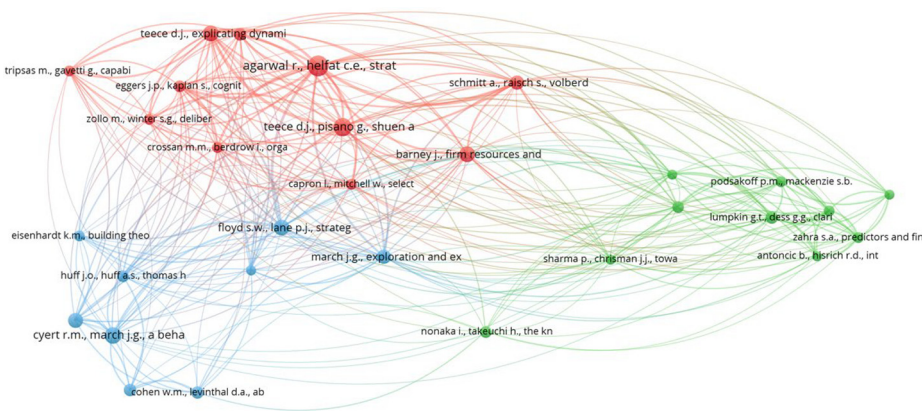 teece d.j., explicating dynami
agarwal r., helfat c.e., strat
tripsas m., gavetti g., capabi
eggers j.p., kaplan s., cognit
schmitt a., raisch s., volberd
zollo m., winter s.g., deliber
teece d.j., pisano g., shuen a
crossan m.m., berdrow i., orga
barney j., firm resources and
capron l., mitchell w., select
podsakoff p.m., mackenzie s.b.
lumpkin g.t., dess g.g., clari
floyd s.w., lane p.j., strateg
eisenhardt k.m., building theo
zahra s.a., predictors and fin
march j.g., exploration and ex
sharma p., chrisman j.j., towa
antoncic b., hisrich r.d., int
huff j.o., huff a.s., thomas h
nonaka i., takeuchi h., the kn
cyert r.m., march j.g., a beha
cohen w.m., levinthal d.a., ab